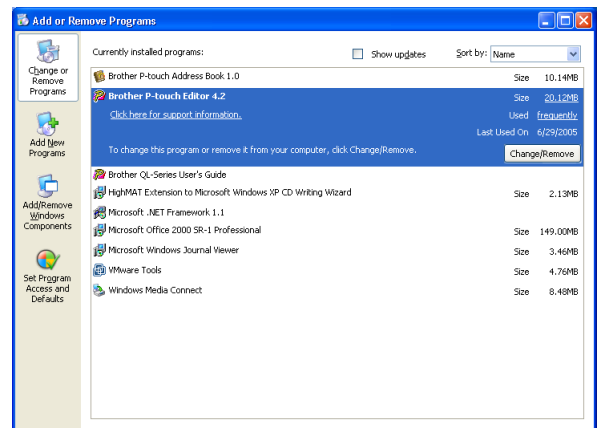 Add or Remove Programs
Change or
Remove
Programs
Add New
Programs
Add/Remove
Windows
Components
Set Program
Access and
Defaults
Currently installed programs:
Show updates
Sort by: Name
Brother P-touch Address Book 1.0 Size 10.14MB
Brother P-touch Editor 4.2 Size 20.12MB
Click here for support information. Used frequently
Last Used On 6/29/2005
To change this program or remove it from your computer, click Change/Remove. Change/Remove
Brother QL-Series User's Guide
HighMAT Extension to Microsoft Windows XP CD Writing Wizard Size 2.13MB
Microsoft .NET Framework 1.1
Microsoft Office 2000 SR-1 Professional Size 149.00MB
Microsoft Windows Journal Viewer Size 3.46MB
VMware Tools Size 4.76MB
Windows Media Connect Size 8.48MB